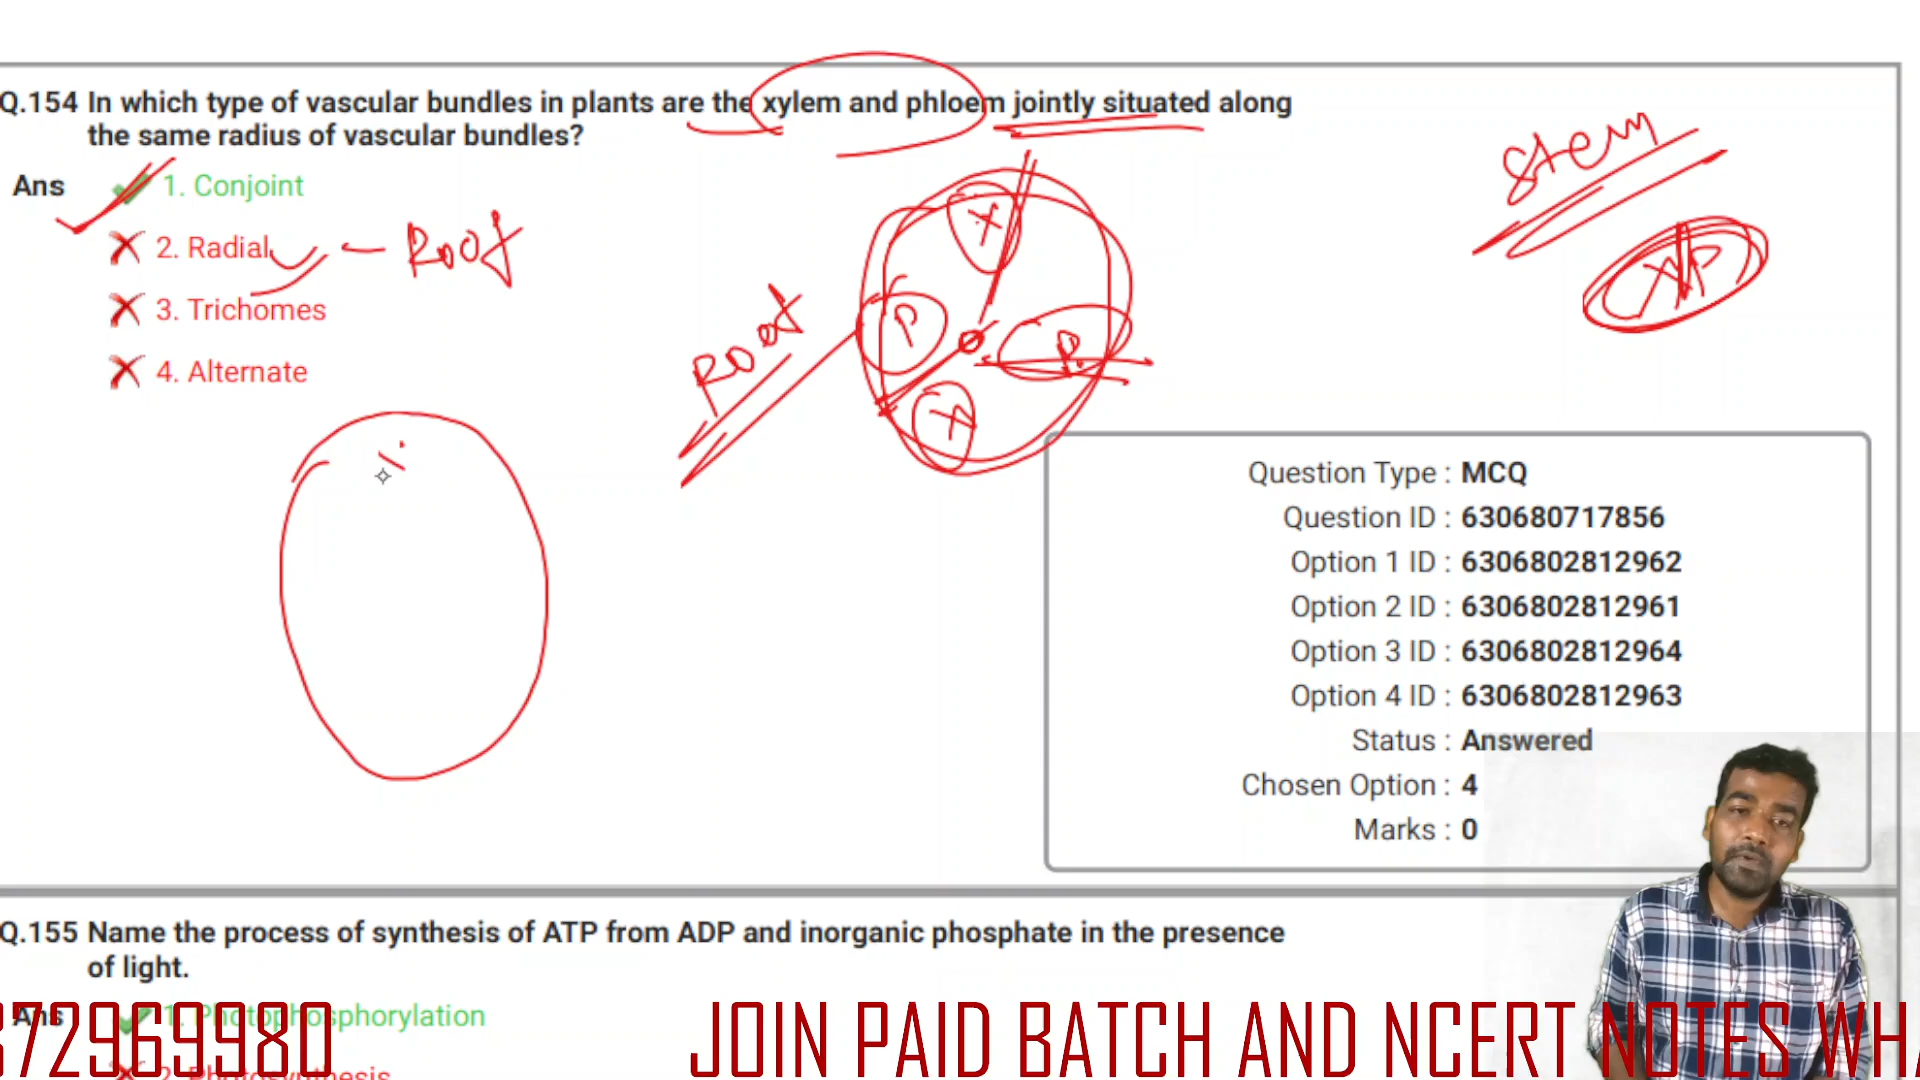 Q.154 In which type of vascular bundles in plants are the xylem and phloem jointly situated along
the same radius of vascular bundles?
Ans 1. Conjoint
2. Radial - Root
3. Trichomes
4. Alternate
Stem
X P
Root
X
P
P
X
Question Type : MCQ
Question ID : 630680717856
Option 1 ID : 6306802812962
Option 2 ID : 6306802812961
Option 3 ID : 6306802812964
Option 4 ID : 6306802812963
Status : Answered
Chosen Option : 4
Marks : 0
Q.155 Name the process of synthesis of ATP from ADP and inorganic phosphate in the presence
of light.
Ans 1. Photophosphorylation
2. Photosynthesis
872969980 JOIN PAID BATCH AND NCERT NOTES WHA